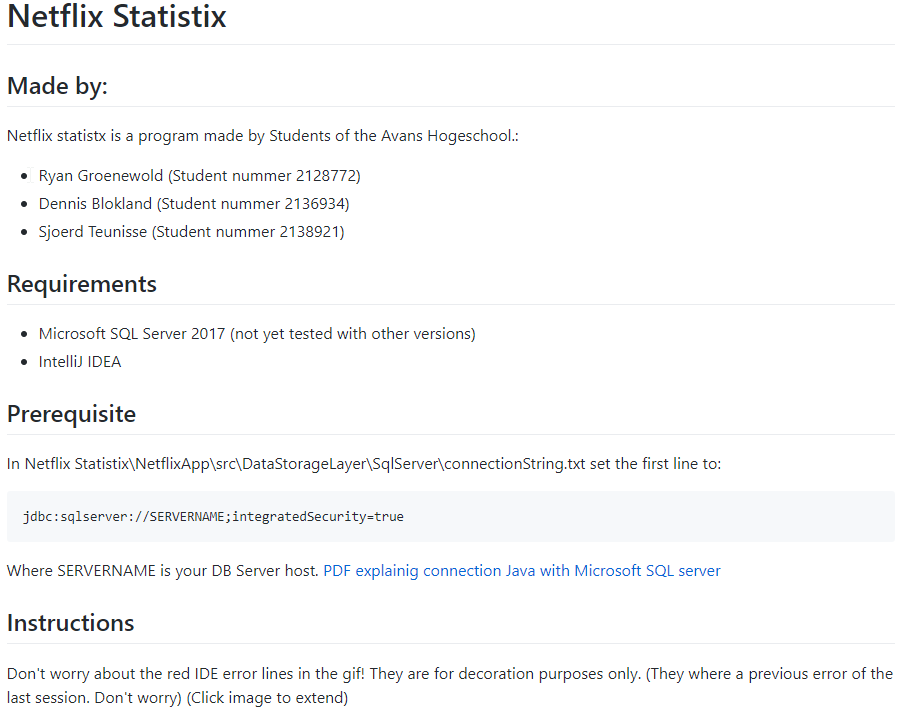 Netflix Statistix
Made by:
Netflix statistx is a program made by Students of the Avans Hogeschool.:
Ryan Groenewold (Student nummer 2128772)
Dennis Blokland (Student nummer 2136934)
Sjoerd Teunisse (Student nummer 2138921)
Requirements
Microsoft SQL Server 2017 (not yet tested with other versions)
IntelliJ IDEA
Prerequisite
In Netflix Statistix\NetflixApp\src\DataStorageLayer\SqlServer\connectionString.txt set the first line to:
jdbc:sqlserver://SERVERNAME;integratedSecurity=true
Where SERVERNAME is your DB Server host. PDF explainig connection Java with Microsoft SQL server
Instructions
Don't worry about the red IDE error lines in the gif! They are for decoration purposes only. (They where a previous error of the
last session. Don't worry) (Click image to extend)